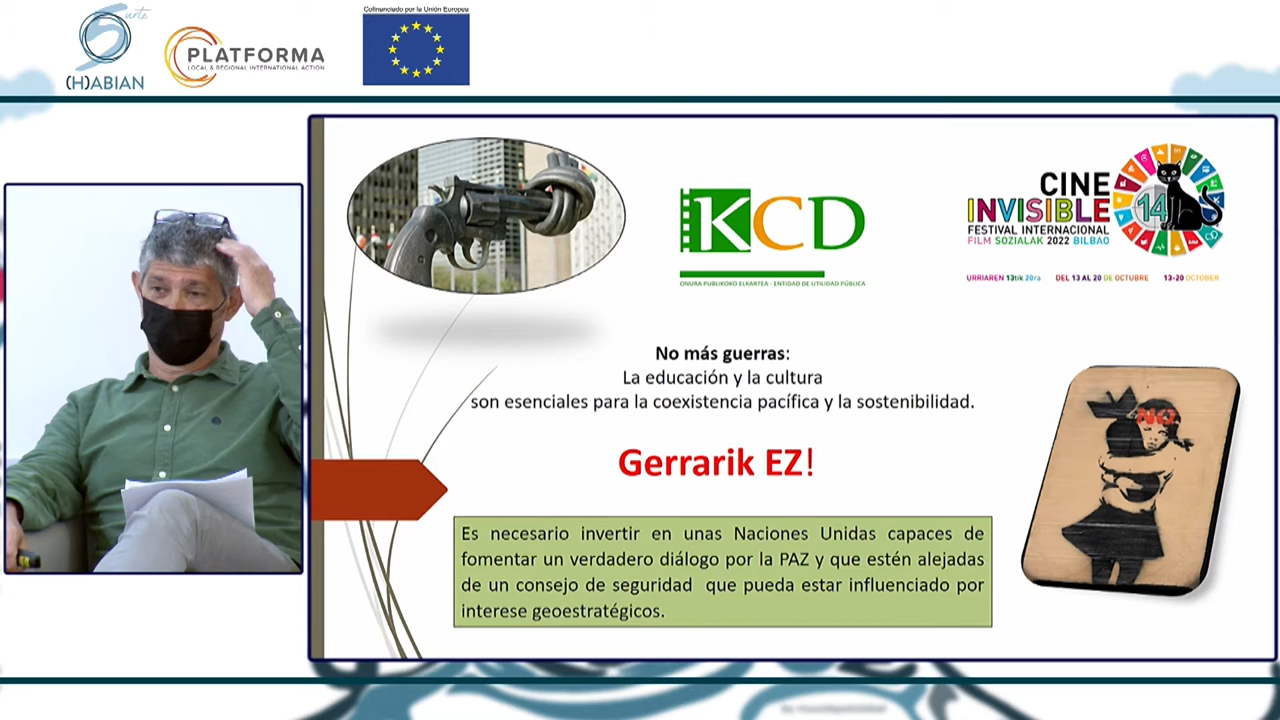 Cofinanciado por la Unión Europea
5
urte
(H)ABIAN
PLATFORMA
LOCAL & REGIONAL INTERNATIONAL ACTION
KCD
ONURA PUBLIKOKO ELKARTEA - ENTIDAD DE UTILIDAD PÚBLICA
CINE
INVISIBLE
FESTIVAL INTERNACIONAL
FILM SOZIALAK 2022 BILBAO
14
URRIAREN 13tik 20ra DEL 13 AL 20 DE OCTUBRE 13-20 OCTOBER
No más guerras:
La educación y la cultura
son esenciales para la coexistencia pacífica y la sostenibilidad.
Gerrarik EZ!
NO
Es necesario invertir en unas Naciones Unidas capaces de
fomentar un verdadero diálogo por la PAZ y que estén alejadas
de un consejo de seguridad que pueda estar influenciado por
interese geoestratégicos.